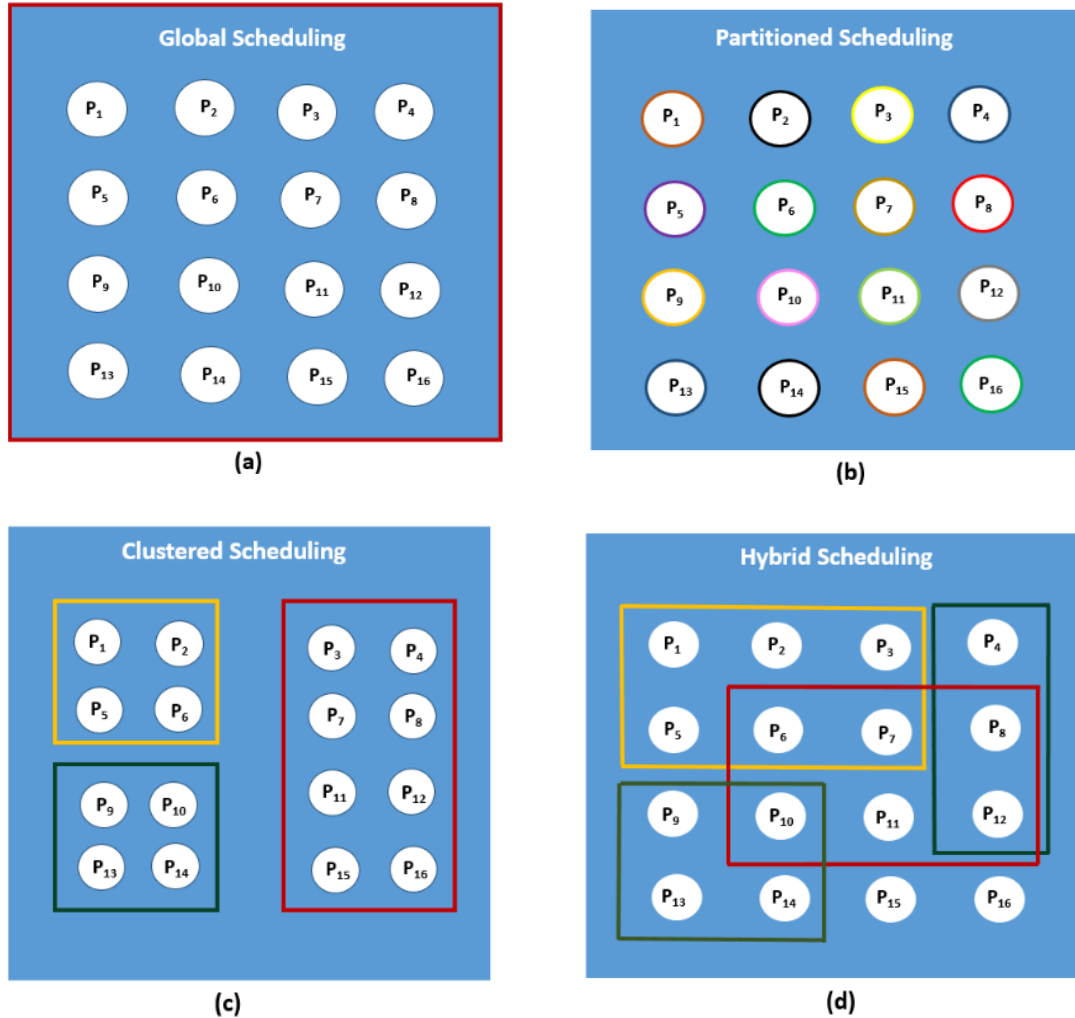 Global Scheduling
P1 P2 P3 P4
P5 P6 P7 P8
P9 P10 P11 P12
P13 P14 P15 P16
(a)
Partitioned Scheduling
P1 P2 P3 P4
P5 P6 P7 P8
P9 P10 P11 P12
P13 P14 P15 P16
(b)
Clustered Scheduling
P1 P2 P3 P4
P5 P6 P7 P8
P9 P10 P11 P12
P13 P14 P15 P16
(c)
Hybrid Scheduling
P1 P2 P3 P4
P5 P6 P7 P8
P9 P10 P11 P12
P13 P14 P15 P16
(d)